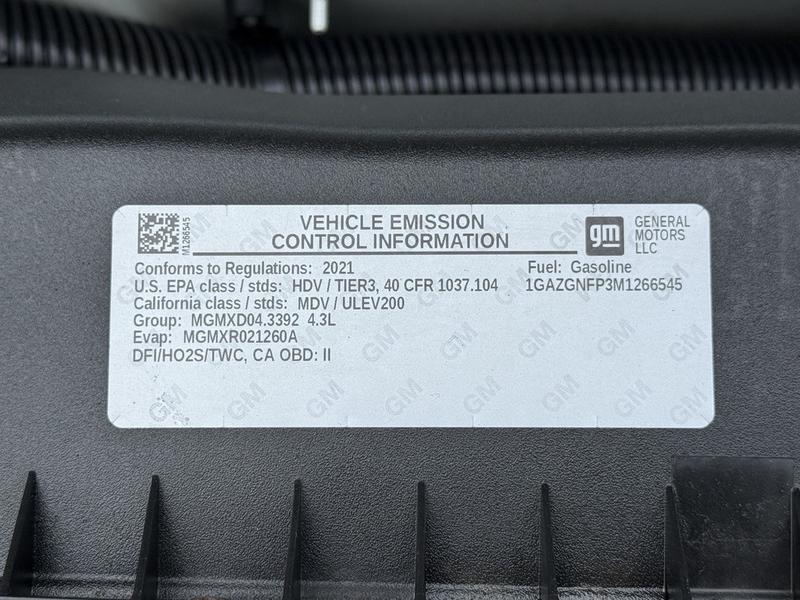 M1266545
VEHICLE EMISSION
CONTROL INFORMATION
gm
GENERAL
MOTORS
LLC
Conforms to Regulations: 2021
Fuel: Gasoline
U.S. EPA class / stds: HDV / TIER3, 40 CFR 1037.104
1GAZGNFP3M1266545
California class / stds: MDV / ULEV200
Group: MGMXD04.3392 4.3L
Evap: MGMXR021260A
DFI/HO2S/TWC, CA OBD: II